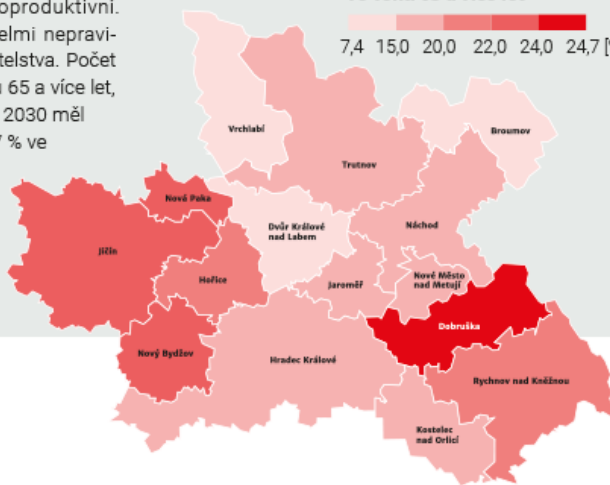 oproduktivní.
elmi nepravi-
telstva. Počet
65 a více let,
2030 měl
% ve
7,4 15,0 20,0 22,0 24,0 24,7 [%
Vrchlabí
Broumov
Trutnov
Nová Paka
Dvůr Králové
nad Labem
Náchod
Jičín
Hořice
Jaroměř
Nové Město
nad Metují
Dobruška
Nový Bydžov
Hradec Králové
Rychnov nad Kněžnou
Kostelec
nad Orlicí